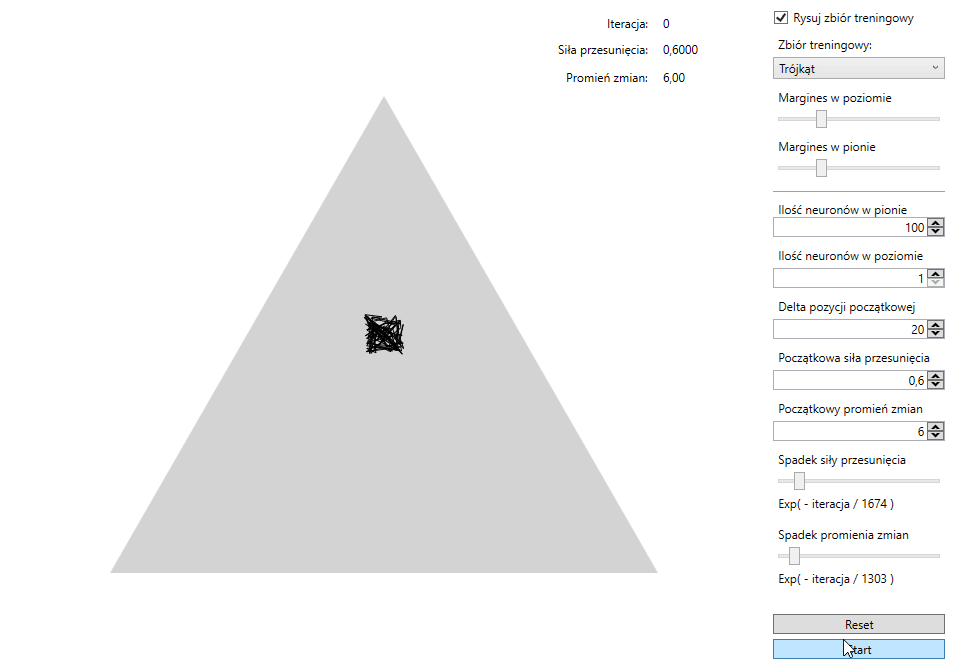 Iteracja: 0
Siła przesunięcia: 0,6000
Promień zmian: 6,00
Rysuj zbiór treningowy
Zbiór treningowy:
Trójkąt
Margines w poziomie
Margines w pionie
Ilość neuronów w pionie
100
Ilość neuronów w poziomie
1
Delta pozycji początkowej
20
Początkowa siła przesunięcia
0,6
Początkowy promień zmian
6
Spadek siły przesunięcia
Exp( - iteracja / 1674 )
Spadek promienia zmian
Exp( - iteracja / 1303 )
Reset
Start